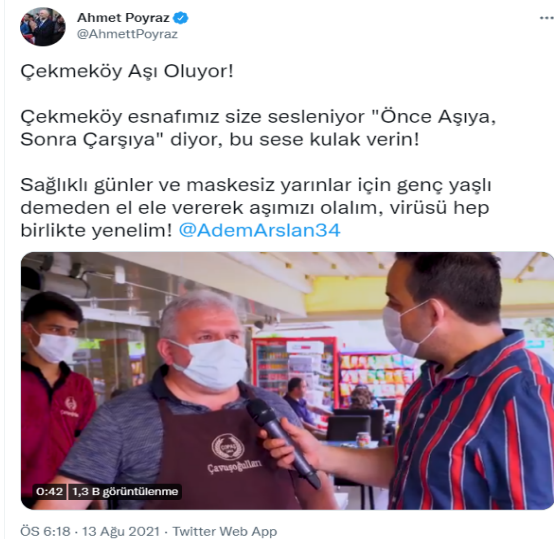 Ahmet Poyraz
@AhmettPoyraz
Çekmeköy Aşı Oluyor!
Çekmeköy esnafımız size sesleniyor "Önce Aşıya,
Sonra Çarşıya" diyor, bu sese kulak verin!
Sağlıklı günler ve maskesiz yarınlar için genç yaşlı
demeden el ele vererek aşımızı olalım, virüsü hep
birlikte yenelim! @AdemArslan34
Çavuşoğulları
0:42 1,3 B görüntülenme
ÖS 6:18 · 13 Ağu 2021 · Twitter Web App